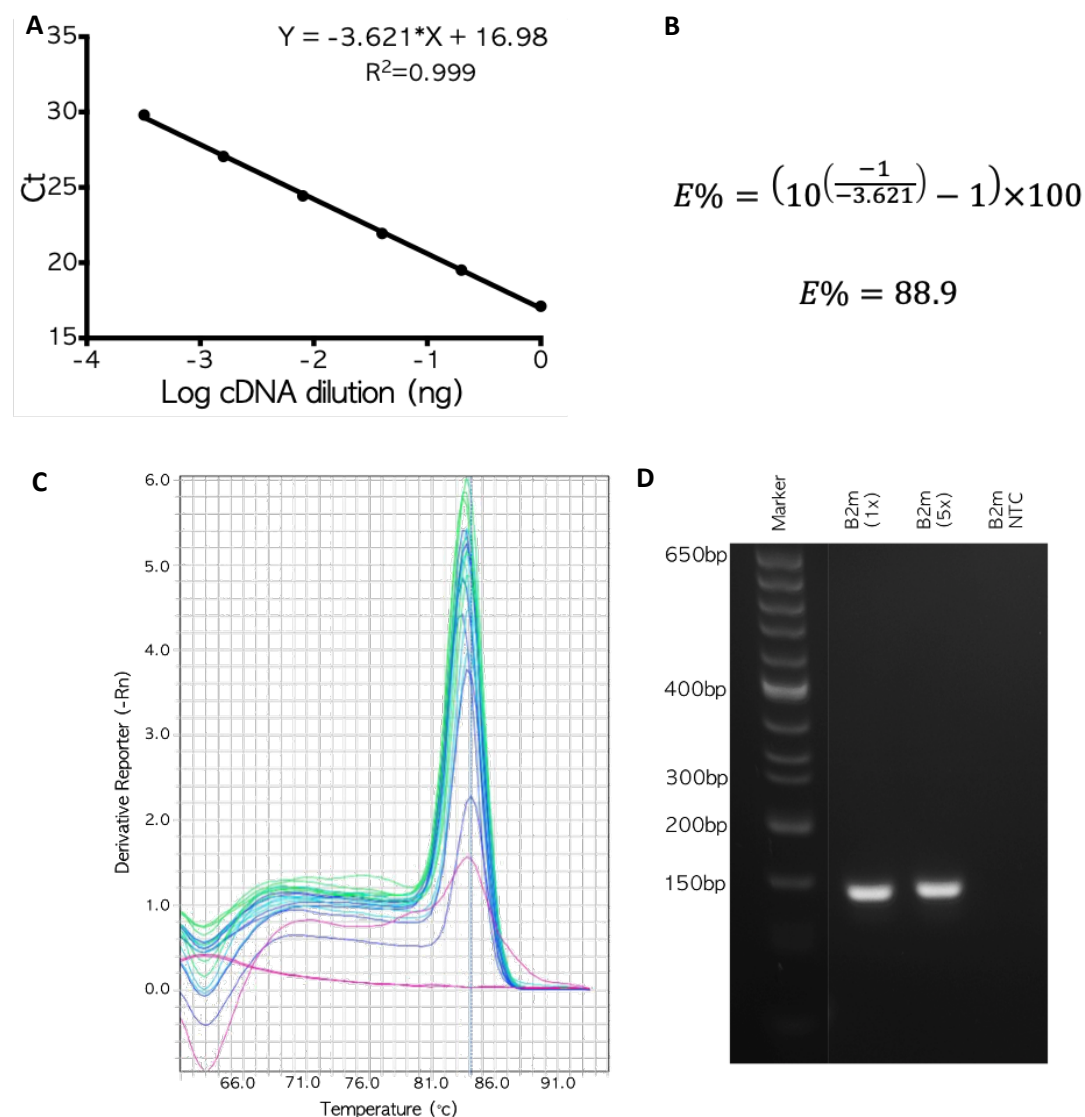 A
35
30
25
20
15
Ct
Y = -3.621*X + 16.98
R²=0.999
-4
-3
-2
-1
0
Log cDNA dilution (ng)
B
E% = (10^((-1)/(-3.621)) − 1)×100
E% = 88.9
C
6.0
5.0
4.0
3.0
2.0
1.0
0.0
Derivative Reporter (-Rn)
66.0
71.0
76.0
81.0
86.0
91.0
Temperature (°c)
D
Marker
B2m
(1x)
B2m
(5x)
B2m
NTC
650bp
400bp
300bp
200bp
150bp